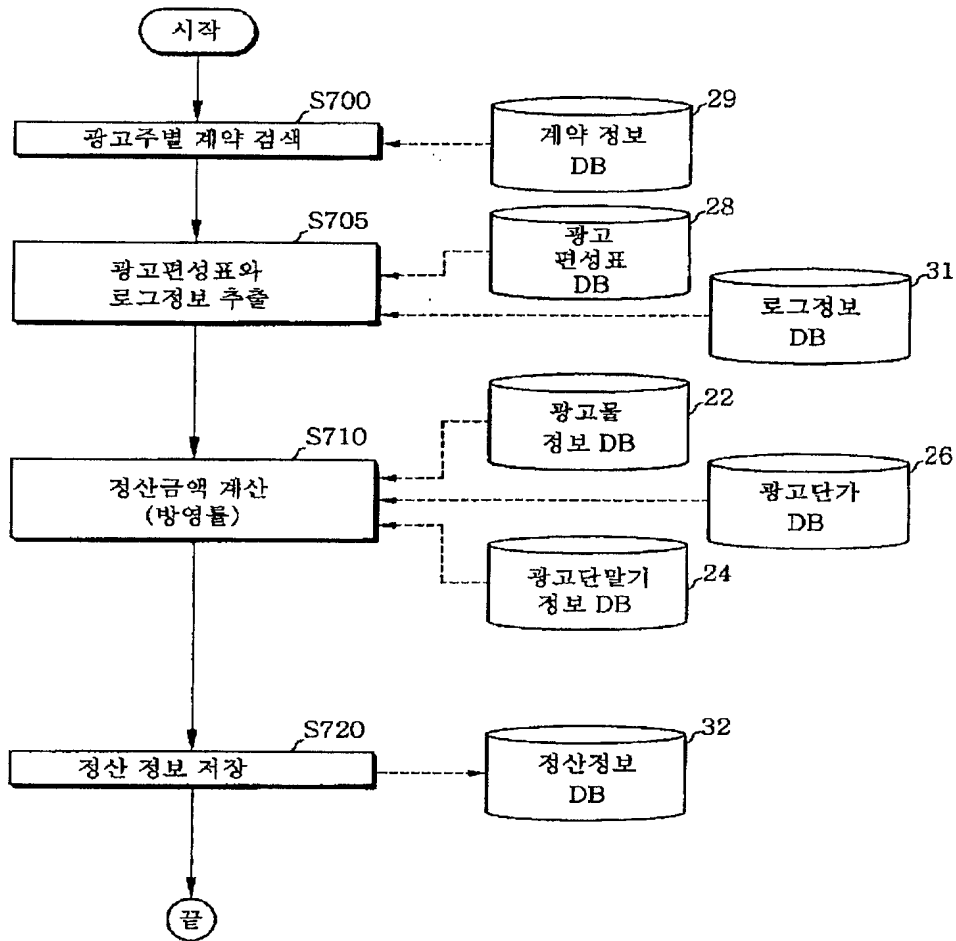 시작
S700
광고주별 계약 검색
29
계약 정보
DB
S705
광고편성표와
로그정보 추출
28
광고
편성표
DB
31
로그정보
DB
S710
정산금액 계산
(방영률)
22
광고물
정보 DB
26
광고단가
DB
24
광고단말기
정보 DB
S720
정산 정보 저장
32
정산정보
DB
끝